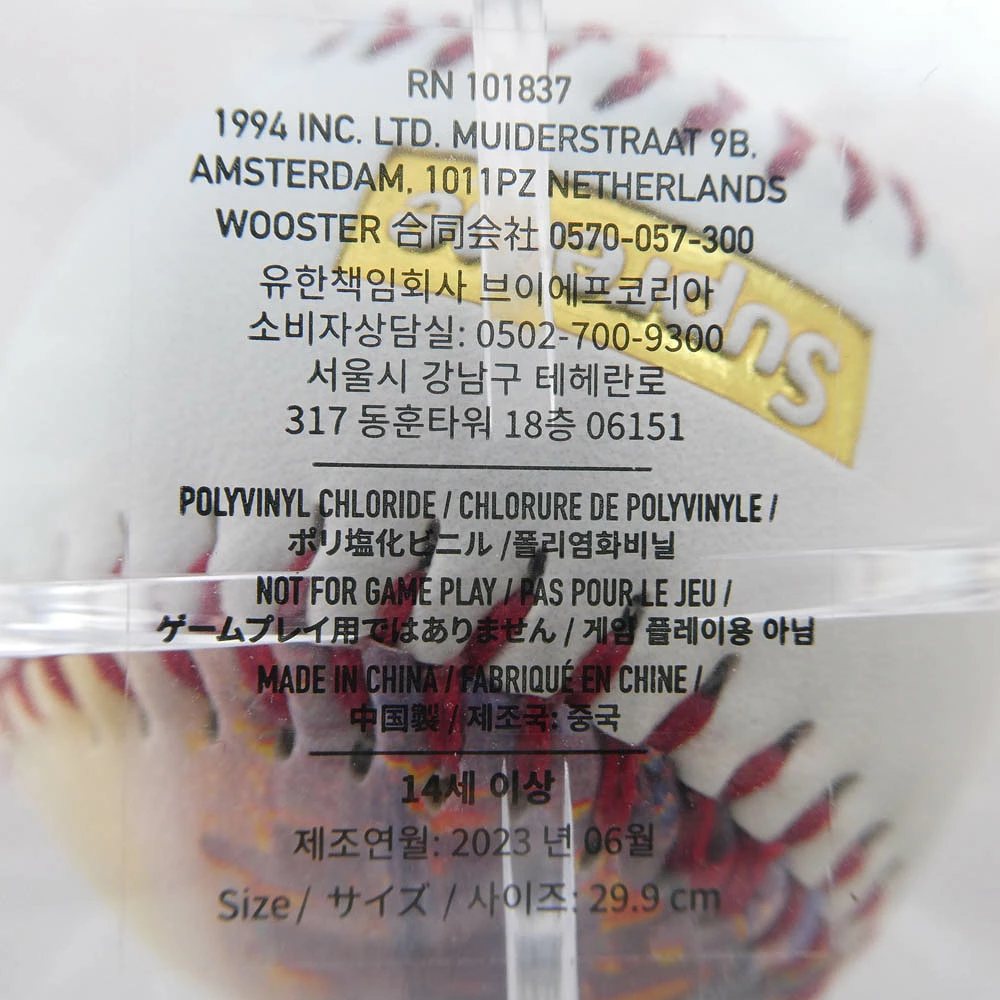 RN 101837
1994 INC. LTD. MUIDERSTRAAT 9B,
AMSTERDAM, 1011PZ NETHERLANDS
WOOSTER 合同会社 0570-057-300
유한책임회사 브이에프코리아
소비자상담실: 0502-700-9300
서울시 강남구 테헤란로
317 동훈타워 18층 06151
POLYVINYL CHLORIDE / CHLORURE DE POLYVINYLE /
ポリ塩化ビニル /폴리염화비닐
NOT FOR GAME PLAY / PAS POUR LE JEU /
ゲームプレイ用ではありません / 게임 플레이용 아님
MADE IN CHINA / FABRIQUÉ EN CHINE /
中国製 / 제조국: 중국
14세 이상
제조연월: 2023 년 06월
Size / サイズ / 사이즈: 29.9 cm
Supreme